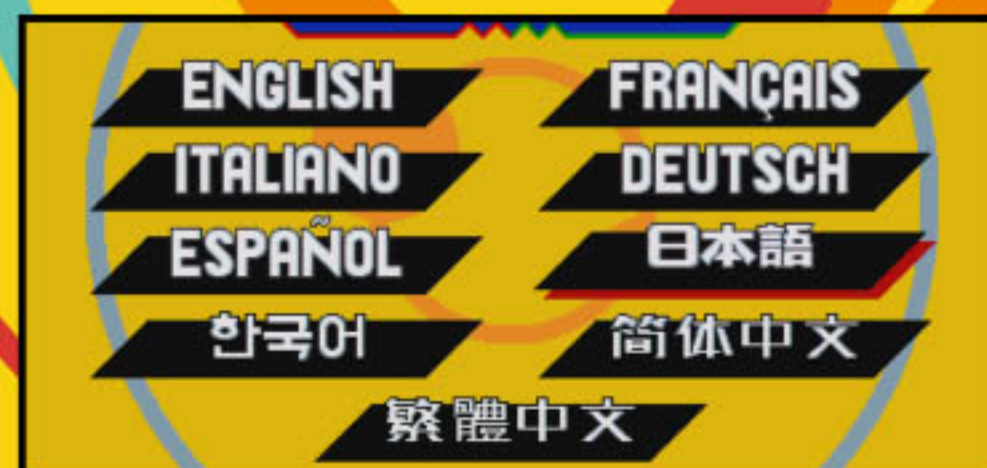 ENGLISH
FRANÇAIS
ITALIANO
DEUTSCH
ESPAÑOL
日本語
한국어
简体中文
繁體中文